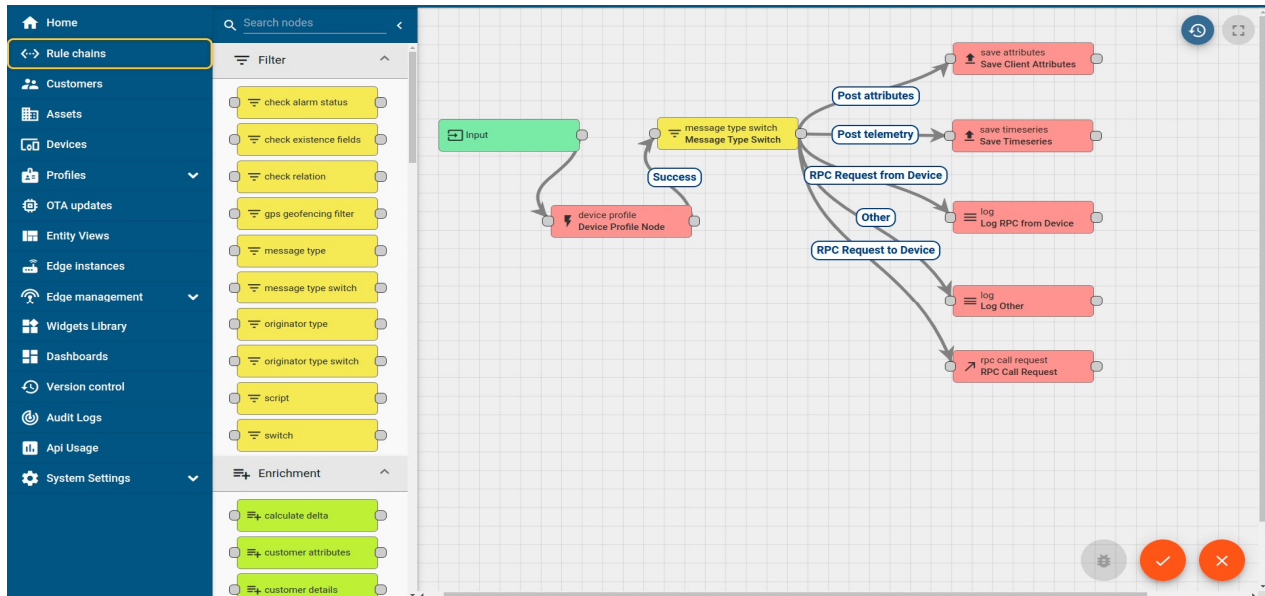 Home
Rule chains
Customers
Assets
Devices
Profiles
OTA updates
Entity Views
Edge instances
Edge management
Widgets Library
Dashboards
Version control
Audit Logs
Api Usage
System Settings
Search nodes
Filter
check alarm status
check existence fields
check relation
gps geofencing filter
message type
message type switch
originator type
originator type switch
script
switch
Enrichment
calculate delta
customer attributes
customer details
Input
device profile
Device Profile Node
Success
message type switch
Message Type Switch
Post attributes
Post telemetry
RPC Request from Device
Other
RPC Request to Device
save attributes
Save Client Attributes
save timeseries
Save Timeseries
log
Log RPC from Device
log
Log Other
rpc call request
RPC Call Request